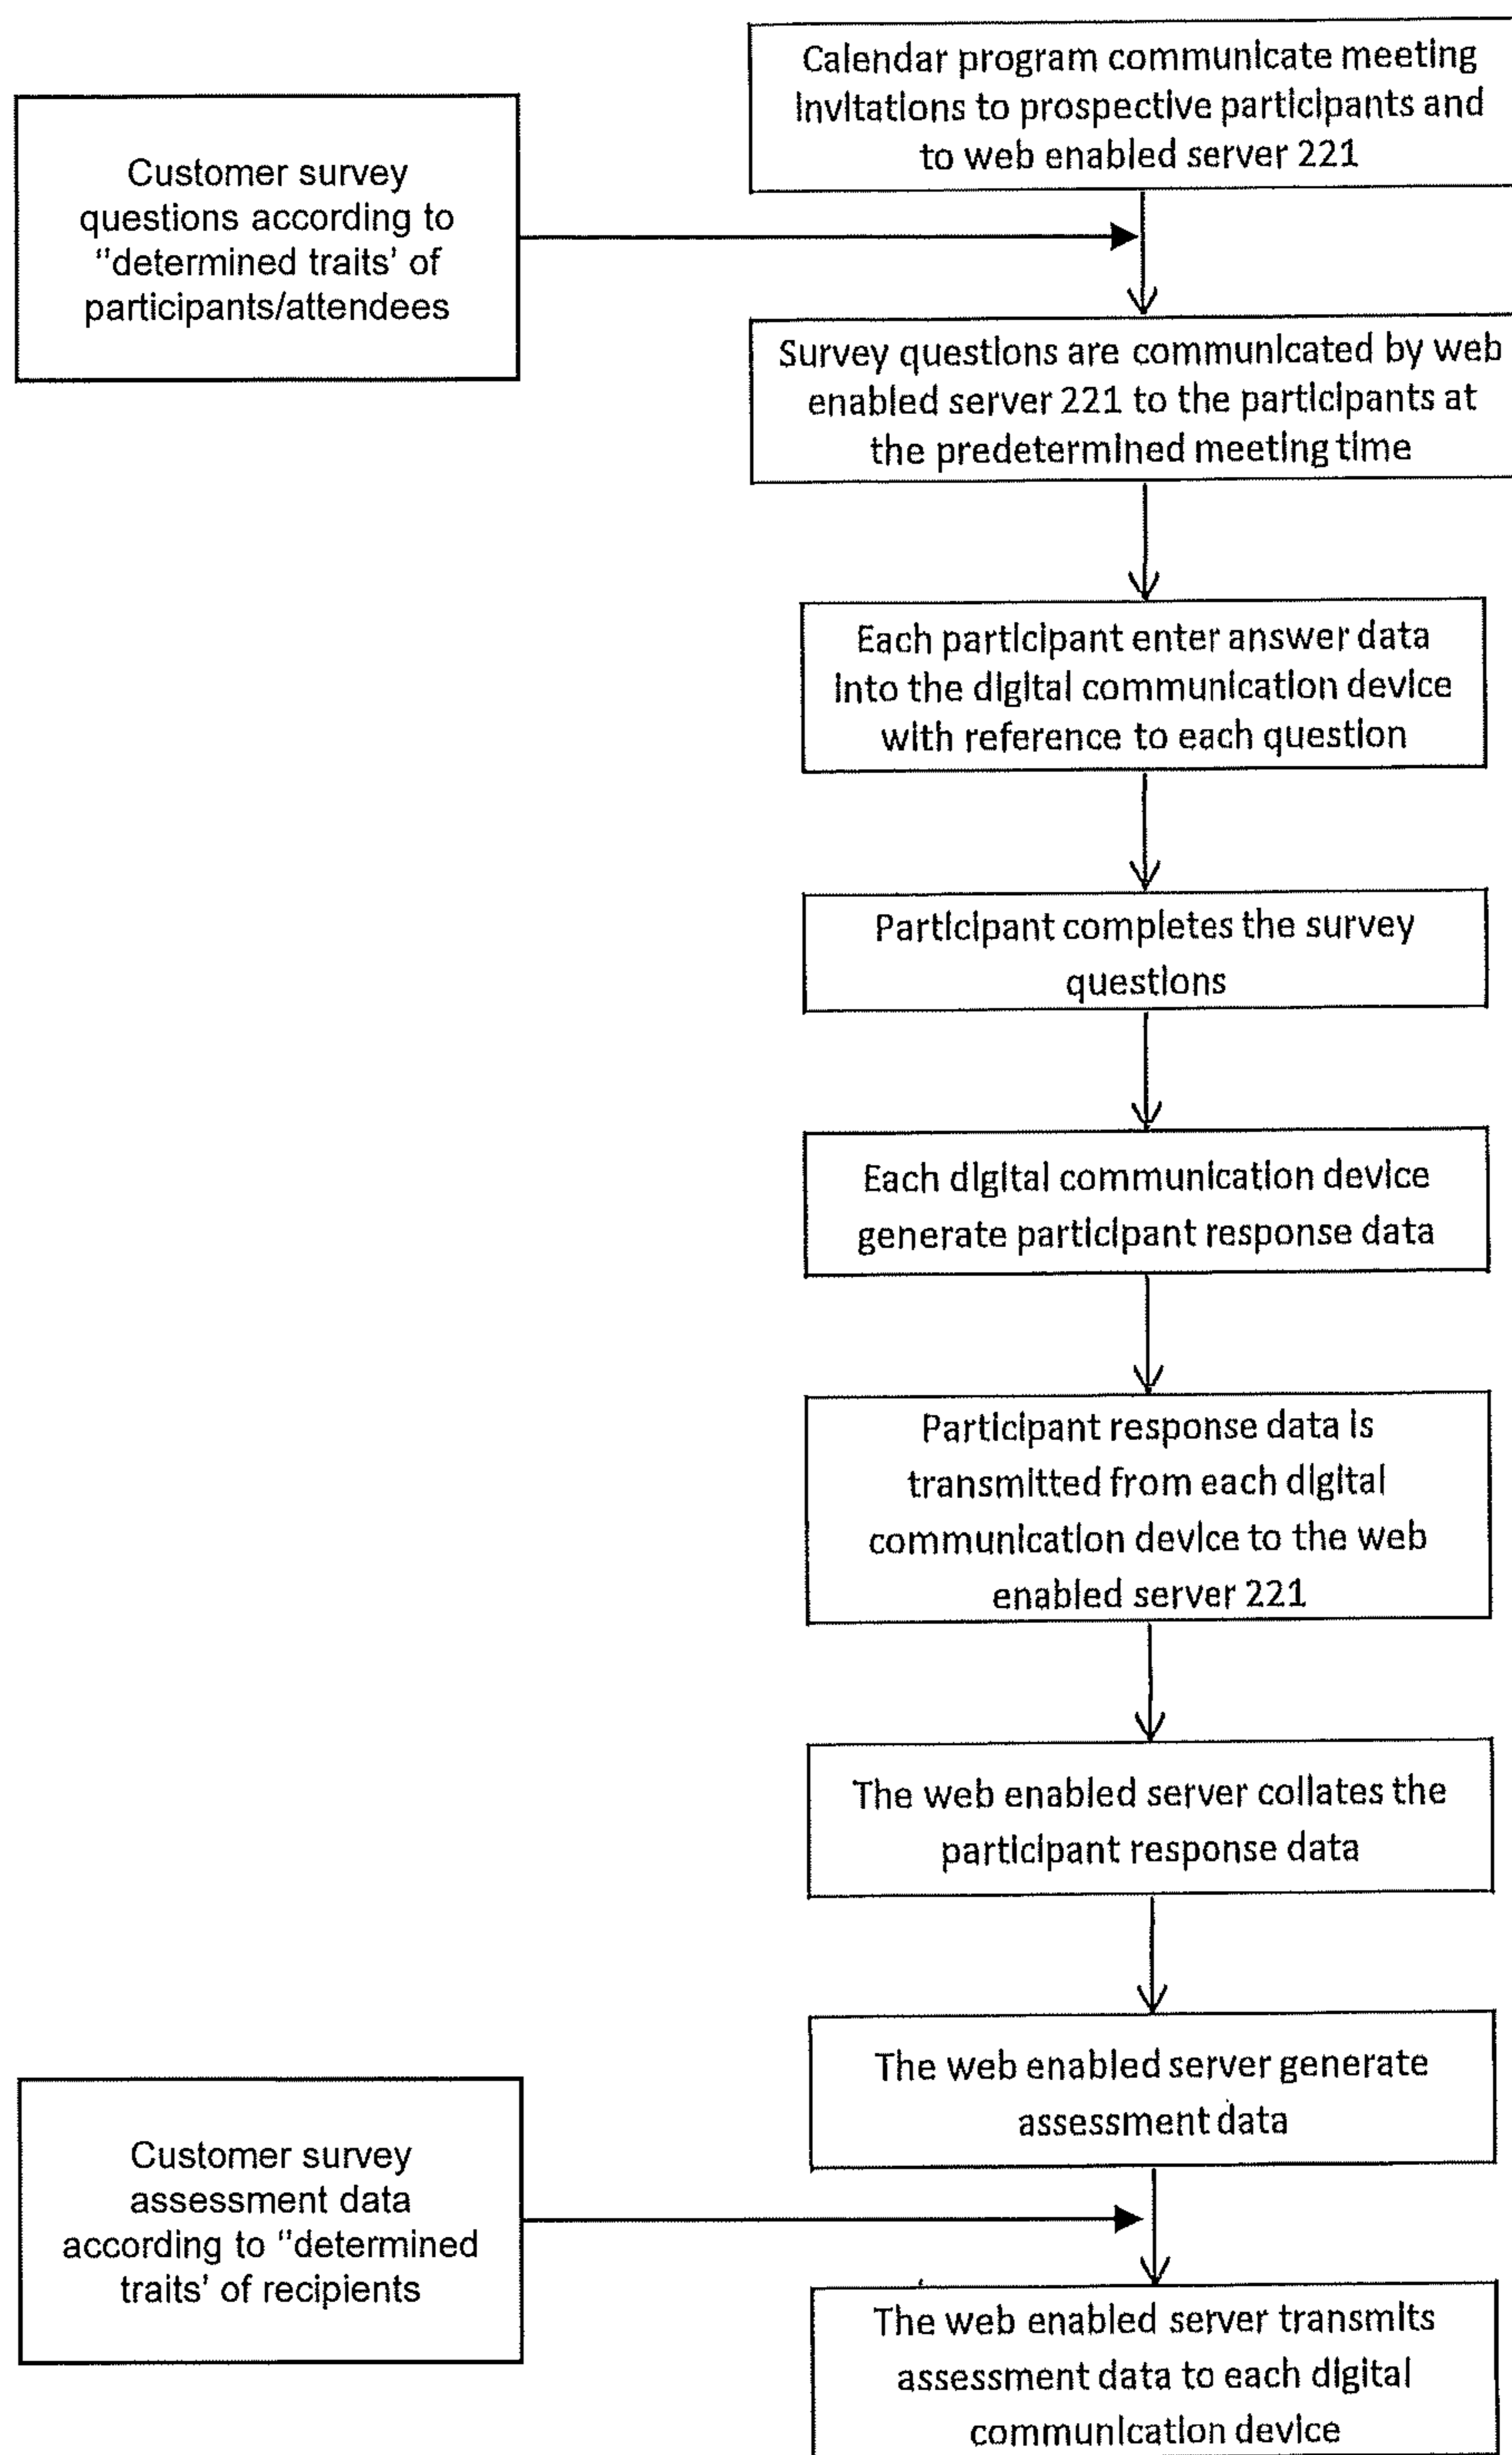 Calendar program communicate meeting
invitations to prospective participants and
to web enabled server 221
Customer survey
questions according to
"determined traits' of
participants/attendees
Survey questions are communicated by web
enabled server 221 to the participants at
the predetermined meeting time
Each participant enter answer data
into the digital communication device
with reference to each question
Participant completes the survey
questions
Each digital communication device
generate participant response data
Participant response data is
transmitted from each digital
communication device to the web
enabled server 221
The web enabled server collates the
participant response data
The web enabled server generate
assessment data
Customer survey
assessment data
according to "determined
traits' of recipients
The web enabled server transmits
assessment data to each digital
communication device